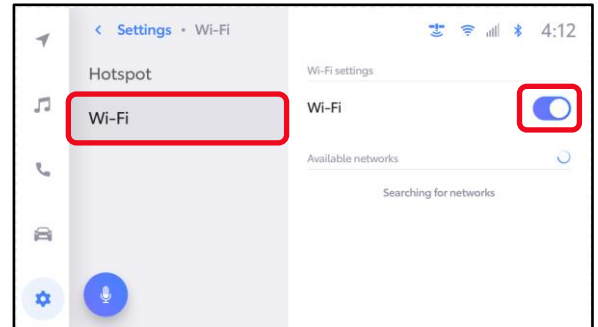 < Settings • Wi-Fi
4:12
Hotspot
Wi-Fi
Wi-Fi settings
Wi-Fi
Available networks
Searching for networks